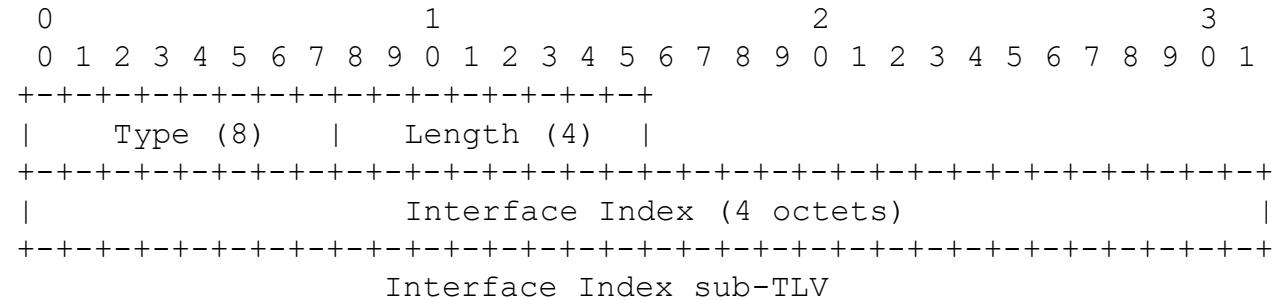 0                   1                   2                   3
 0 1 2 3 4 5 6 7 8 9 0 1 2 3 4 5 6 7 8 9 0 1 2 3 4 5 6 7 8 9 0 1
+-+-+-+-+-+-+-+-+-+-+-+-+-+-+-+-+
|    Type (8)   |   Length (4)  |
+-+-+-+-+-+-+-+-+-+-+-+-+-+-+-+-+-+-+-+-+-+-+-+-+-+-+-+-+-+-+-+-+
|                   Interface Index (4 octets)                  |
+-+-+-+-+-+-+-+-+-+-+-+-+-+-+-+-+-+-+-+-+-+-+-+-+-+-+-+-+-+-+-+-+
                   Interface Index sub-TLV